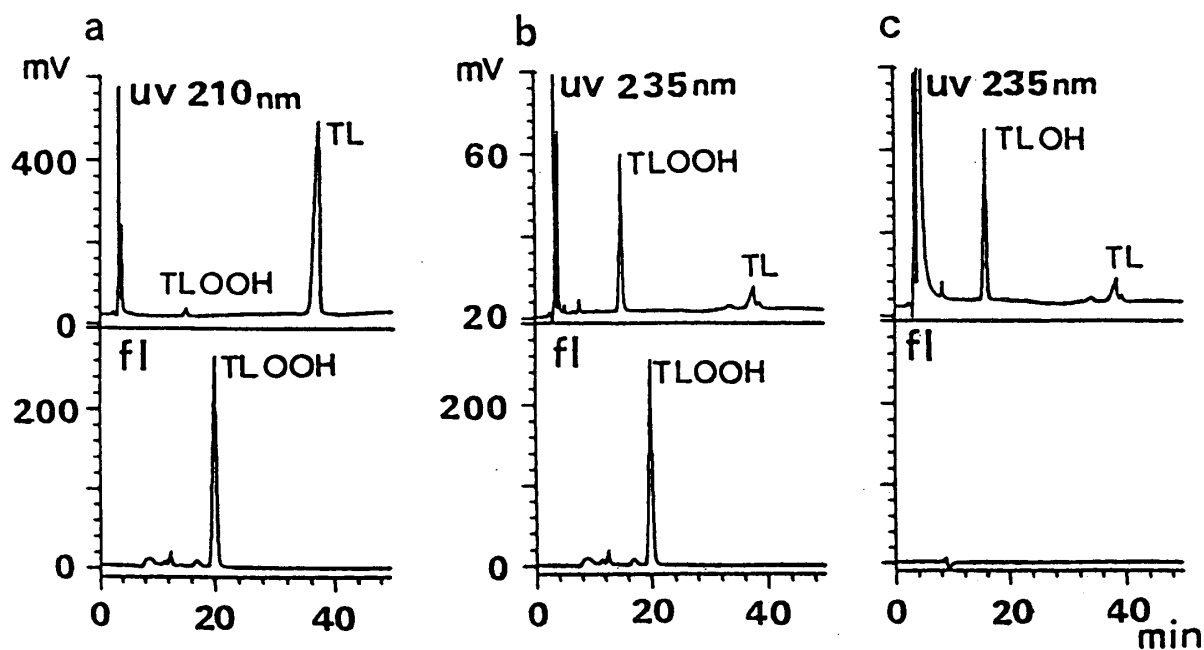 a
mV
uv 210nm
TL
400
TLOOH
0
fl
TLOOH
200
0
0 20 40
b
mV
uv 235nm
60
TLOOH
TL
20
fl
TLOOH
200
0
0 20 40
c
uv 235nm
TLOH
TL
fl
0 20 40
min